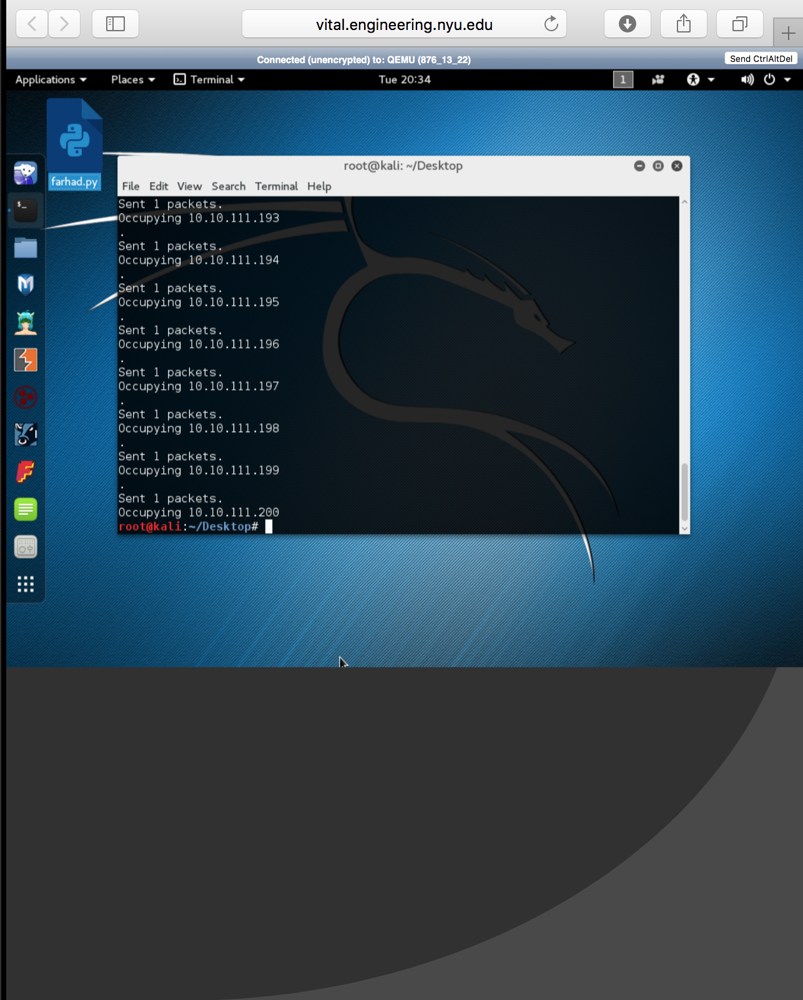 vital.engineering.nyu.edu
Connected (unencrypted) to: QEMU (876_13_22)
Send CtrlAltDel
Applications Places Terminal Tue 20:34 1
farhad.py
root@kali: ~/Desktop
File Edit View Search Terminal Help
Sent 1 packets.
Occupying 10.10.111.193
.
Sent 1 packets.
Occupying 10.10.111.194
.
Sent 1 packets.
Occupying 10.10.111.195
.
Sent 1 packets.
Occupying 10.10.111.196
.
Sent 1 packets.
Occupying 10.10.111.197
.
Sent 1 packets.
Occupying 10.10.111.198
.
Sent 1 packets.
Occupying 10.10.111.199
.
Sent 1 packets.
Occupying 10.10.111.200
root@kali:~/Desktop#
$_